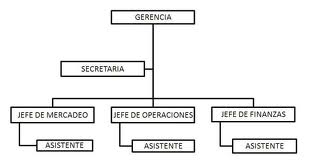 GERENCIA
SECRETARIA
JEFE DE MERCADEO
JEFE DE OPERACIONES
JEFE DE FINANZAS
ASISTENTE
ASISTENTE
ASISTENTE